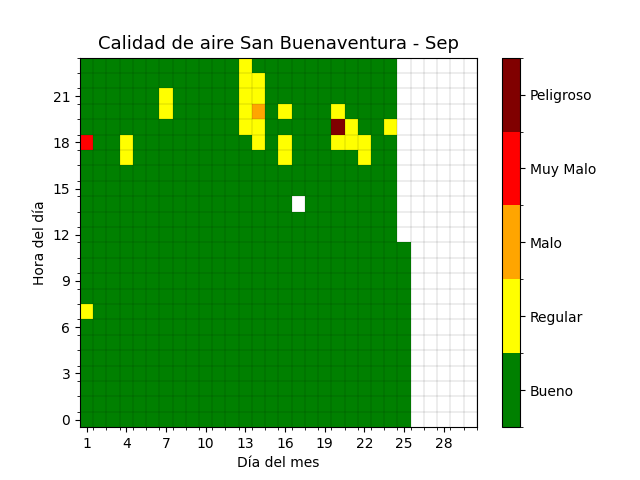 Calidad de aire San Buenaventura - Sep
Hora del día
21
18
15
12
9
6
3
0
1 4 7 10 13 16 19 22 25 28
Día del mes
Peligroso
Muy Malo
Malo
Regular
Bueno